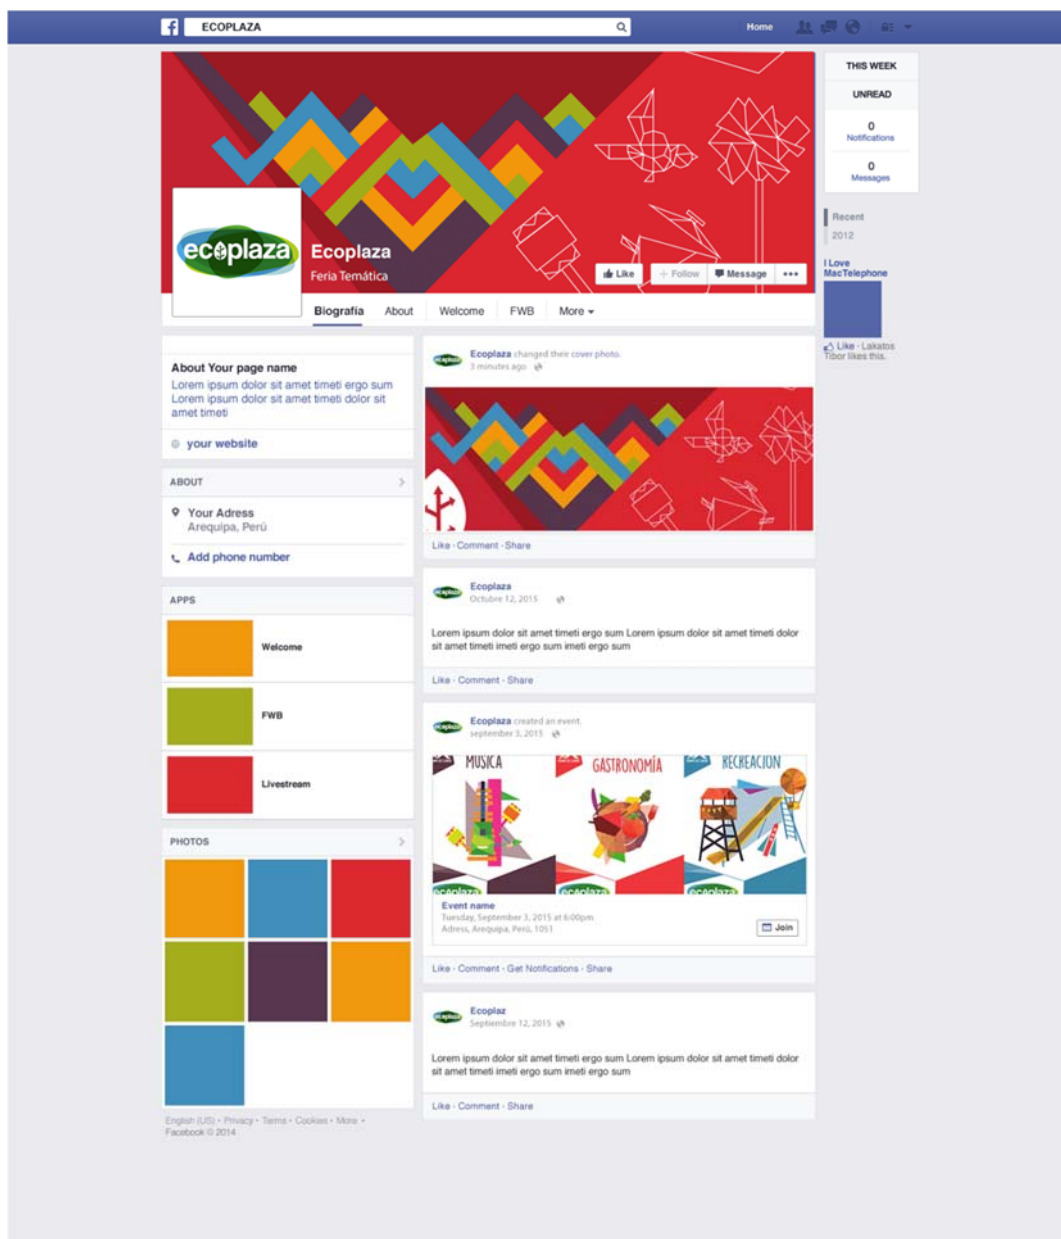 ECOPLAZA
Home
THIS WEEK
UNREAD
0
Notifications
0
Messages
Recent
2012
I Love
MacTelephone
Like · Lakatos
Tibor likes this.
ecoplaza
Ecoplaza
Feria Temática
Like
+ Follow
Message
Biografía
About
Welcome
FWB
More
About Your page name
Lorem ipsum dolor sit amet timeti ergo sum
Lorem ipsum dolor sit amet timeti dolor sit
amet timeti
your website
ABOUT
Your Adress
Arequipa, Perú
Add phone number
APPS
Welcome
FWB
Livestream
PHOTOS
English (US) · Privacy · Terms · Cookies · More ·
Facebook © 2014
Ecoplaza changed their cover photo.
3 minutes ago
Like · Comment · Share
Ecoplaza
Octubre 12, 2015
Lorem ipsum dolor sit amet timeti ergo sum Lorem ipsum dolor sit amet timeti dolor
sit amet timeti imeti ergo sum imeti ergo sum
Like · Comment · Share
Ecoplaza created an event.
september 3, 2015
MÚSICA
GASTRONOMÍA
RECREACIÓN
ecoplaza
ecoplaza
ecoplaza
Event name
Tuesday, September 3, 2015 at 6:00pm
Adress, Arequipa, Perú, 1051
Join
Like · Comment · Get Notifications · Share
Ecoplaz
Septiembre 12, 2015
Lorem ipsum dolor sit amet timeti ergo sum Lorem ipsum dolor sit amet timeti dolor
sit amet timeti imeti ergo sum imeti ergo sum
Like · Comment · Share